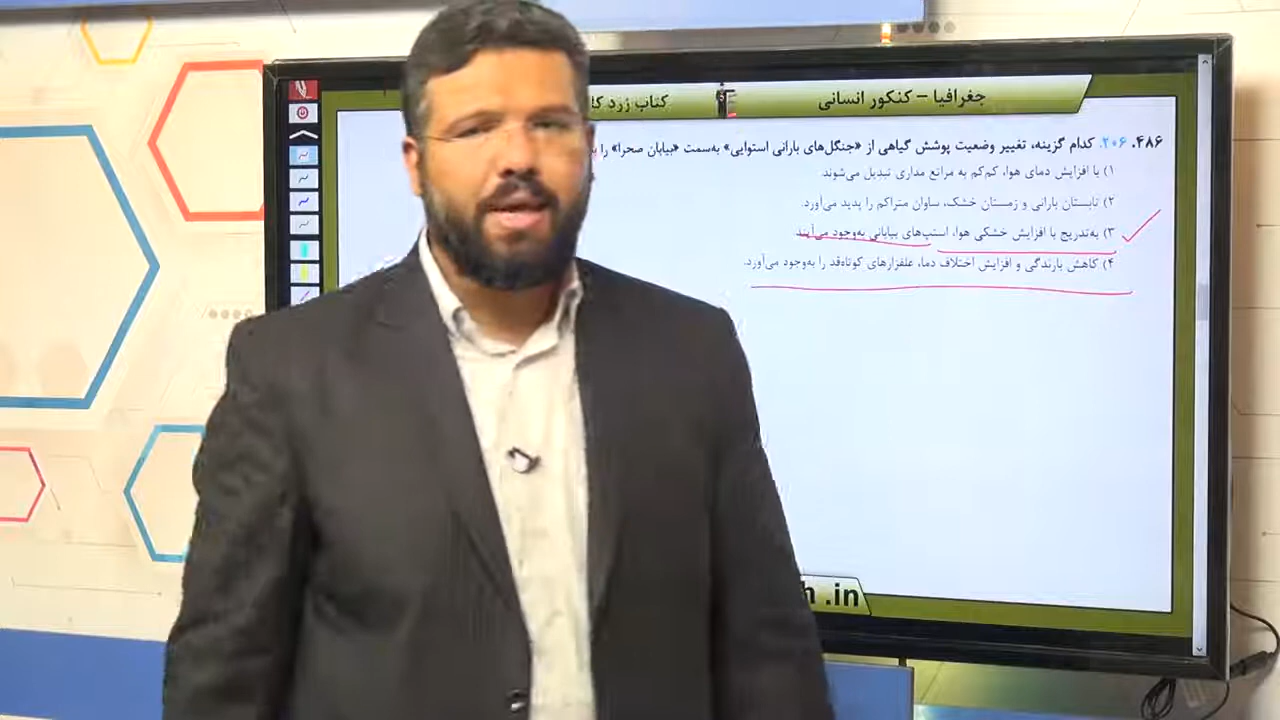 جغرافیا – کنکور انسانی
کتاب زرد
۴۸۶. ۲۰۶. کدام گزینه، تغییر وضعیت پوشش گیاهی از «جنگل‌های بارانی استوایی» به‌سمت «بیابان صحرا» را
۱) با افزایش دمای هوا، کم‌کم به مراتع مداری تبدیل می‌شوند.
۲) تابستان بارانی و زمستان خشک، ساوان متراکم را پدید می‌آورد.
۳) به‌تدریج با افزایش خشکی هوا، استپ‌های بیابانی به‌وجود می‌آیند
۴) کاهش بارندگی و افزایش اختلاف دما، علفزارهای کوتاه‌قد را به‌وجود می‌آورد.
h .in